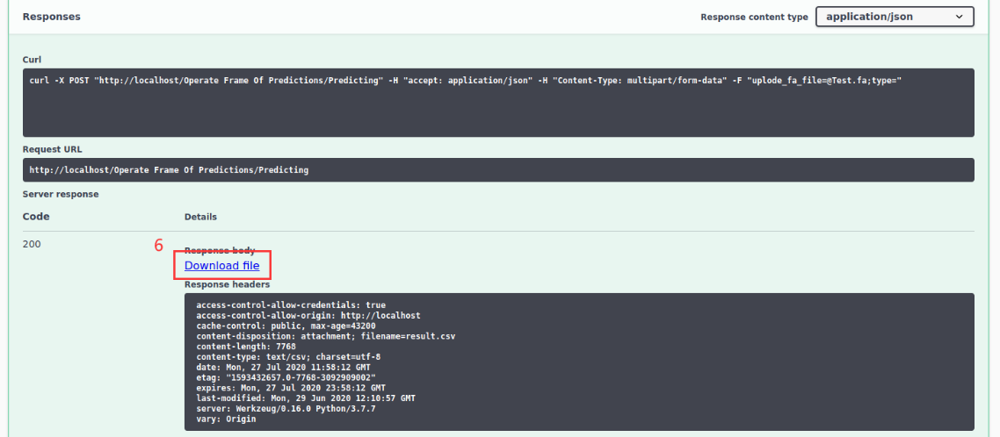 Responses
Response content type application/json
Curl
curl -X POST "http://localhost/Operate Frame Of Predictions/Predicting" -H "accept: application/json" -H "Content-Type: multipart/form-data" -F "uplode_fa_file=@Test.fa;type="
Request URL
http://localhost/Operate Frame Of Predictions/Predicting
Server response
Code Details
200
6
Response body
Download file
Response headers
access-control-allow-credentials: true
access-control-allow-origin: http://localhost
cache-control: public, max-age=43200
content-disposition: attachment; filename=result.csv
content-length: 7768
content-type: text/csv; charset=utf-8
date: Mon, 27 Jul 2020 11:58:12 GMT
etag: "1593432657.0-7768-3092909002"
expires: Mon, 27 Jul 2020 23:58:12 GMT
last-modified: Mon, 29 Jun 2020 12:10:57 GMT
server: Werkzeug/0.16.0 Python/3.7.7
vary: Origin